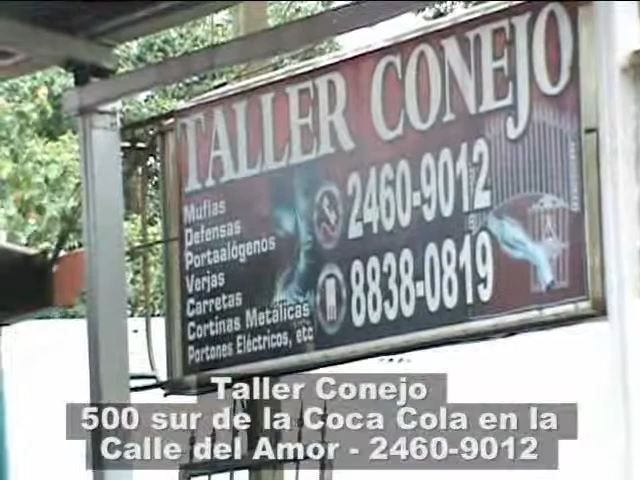 TALLER CONEJO
Muflas
Defensas
Portaalógenos
Verjas
Carretas
Cortinas Metálicas
Portones Eléctricos, etc
2460-9012
8838-0819
Taller Conejo
500 sur de la Coca Cola en la
Calle del Amor - 2460-9012